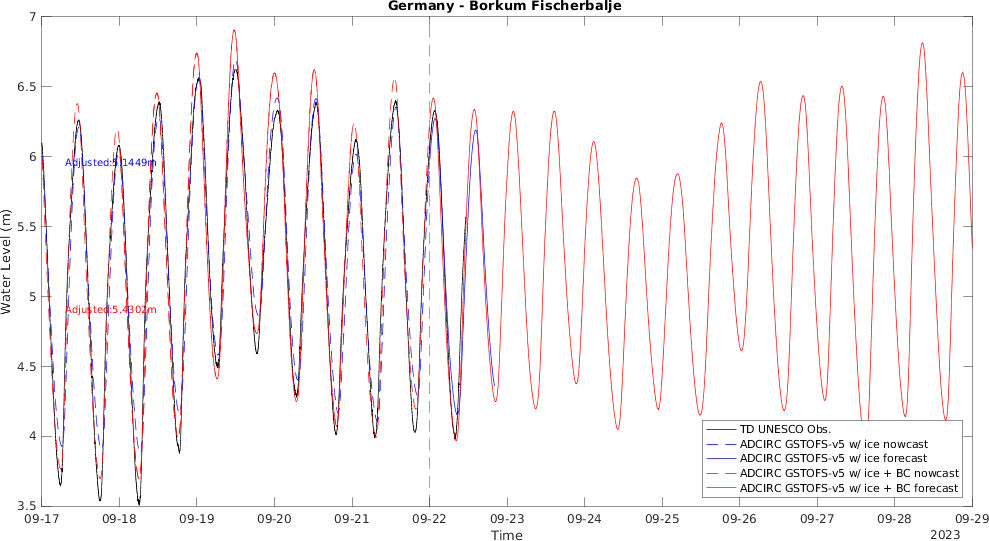 Germany - Borkum Fischerbalje
7
6.5
6
5.5
5
4.5
4
3.5
Water Level (m)
Adjusted:5.1449m
Adjusted:5.4302m
TD UNESCO Obs.
ADCIRC GSTOFS-v5 w/ ice nowcast
ADCIRC GSTOFS-v5 w/ ice forecast
ADCIRC GSTOFS-v5 w/ ice + BC nowcast
ADCIRC GSTOFS-v5 w/ ice + BC forecast
09-17 09-18 09-19 09-20 09-21 09-22 09-23 09-24 09-25 09-26 09-27 09-28 09-29
Time
2023